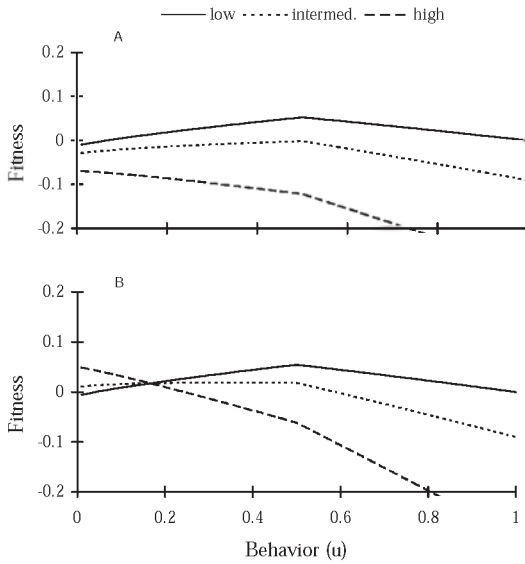 low intermed. high
A
0.2
0.1
0
-0.1
-0.2
Fitness
B
0.2
0.1
0
-0.1
-0.2
Fitness
0 0.2 0.4 0.6 0.8 1
Behavior (u)